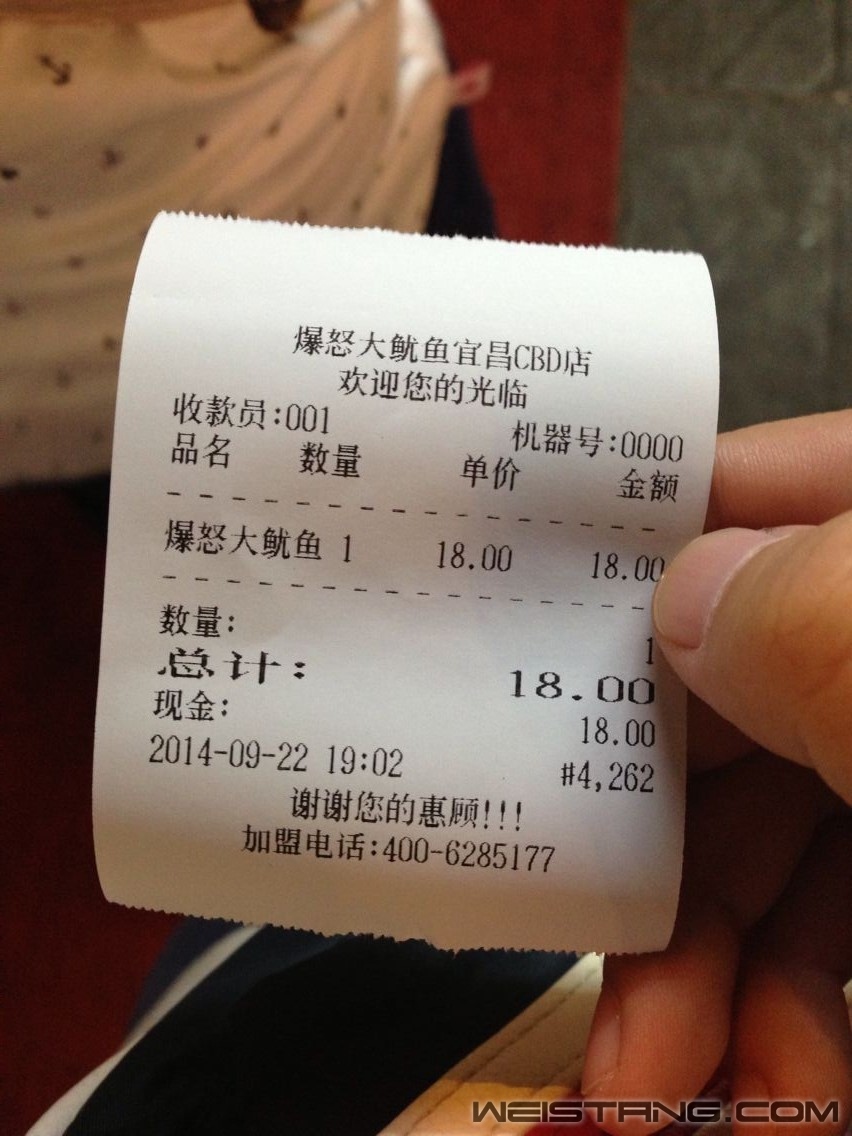 爆怒大鱿鱼宜昌CBD店
欢迎您的光临
收款员:001 机器号:0000
品名 数量 单价 金额
爆怒大鱿鱼 1 18.00 18.00
数量: 1
总计: 18.00
现金: 18.00
2014-09-22 19:02 #4,262
谢谢您的惠顾!!!
加盟电话:400-6285177
WEISTANG.COM